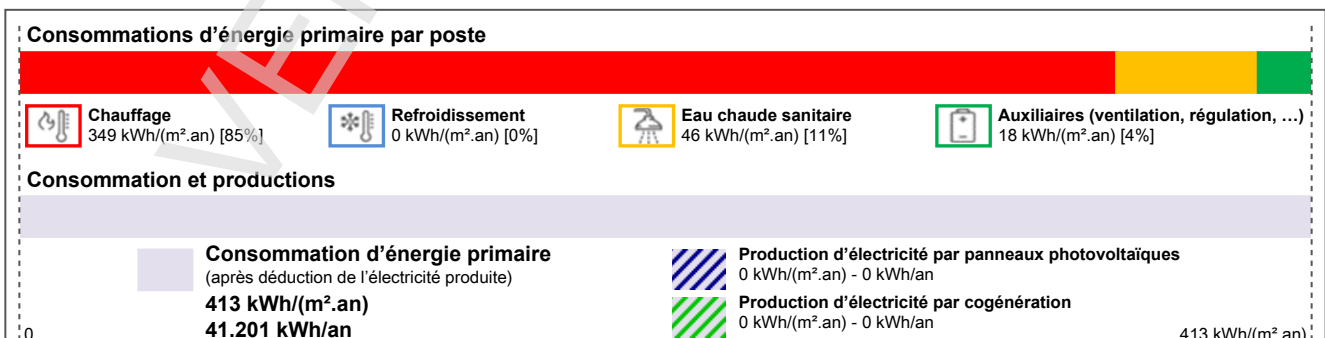 Consommations d'énergie primaire par poste
Chauffage
349 kWh/(m².an) [85%]
Refroidissement
0 kWh/(m².an) [0%]
Eau chaude sanitaire
46 kWh/(m².an) [11%]
Auxiliaires (ventilation, régulation, …)
18 kWh/(m².an) [4%]
Consommation et productions
Consommation d'énergie primaire
(après déduction de l'électricité produite)
413 kWh/(m².an)
41.201 kWh/an
Production d'électricité par panneaux photovoltaïques
0 kWh/(m².an) - 0 kWh/an
Production d'électricité par cogénération
0 kWh/(m².an) - 0 kWh/an
0
413 kWh/(m².an)